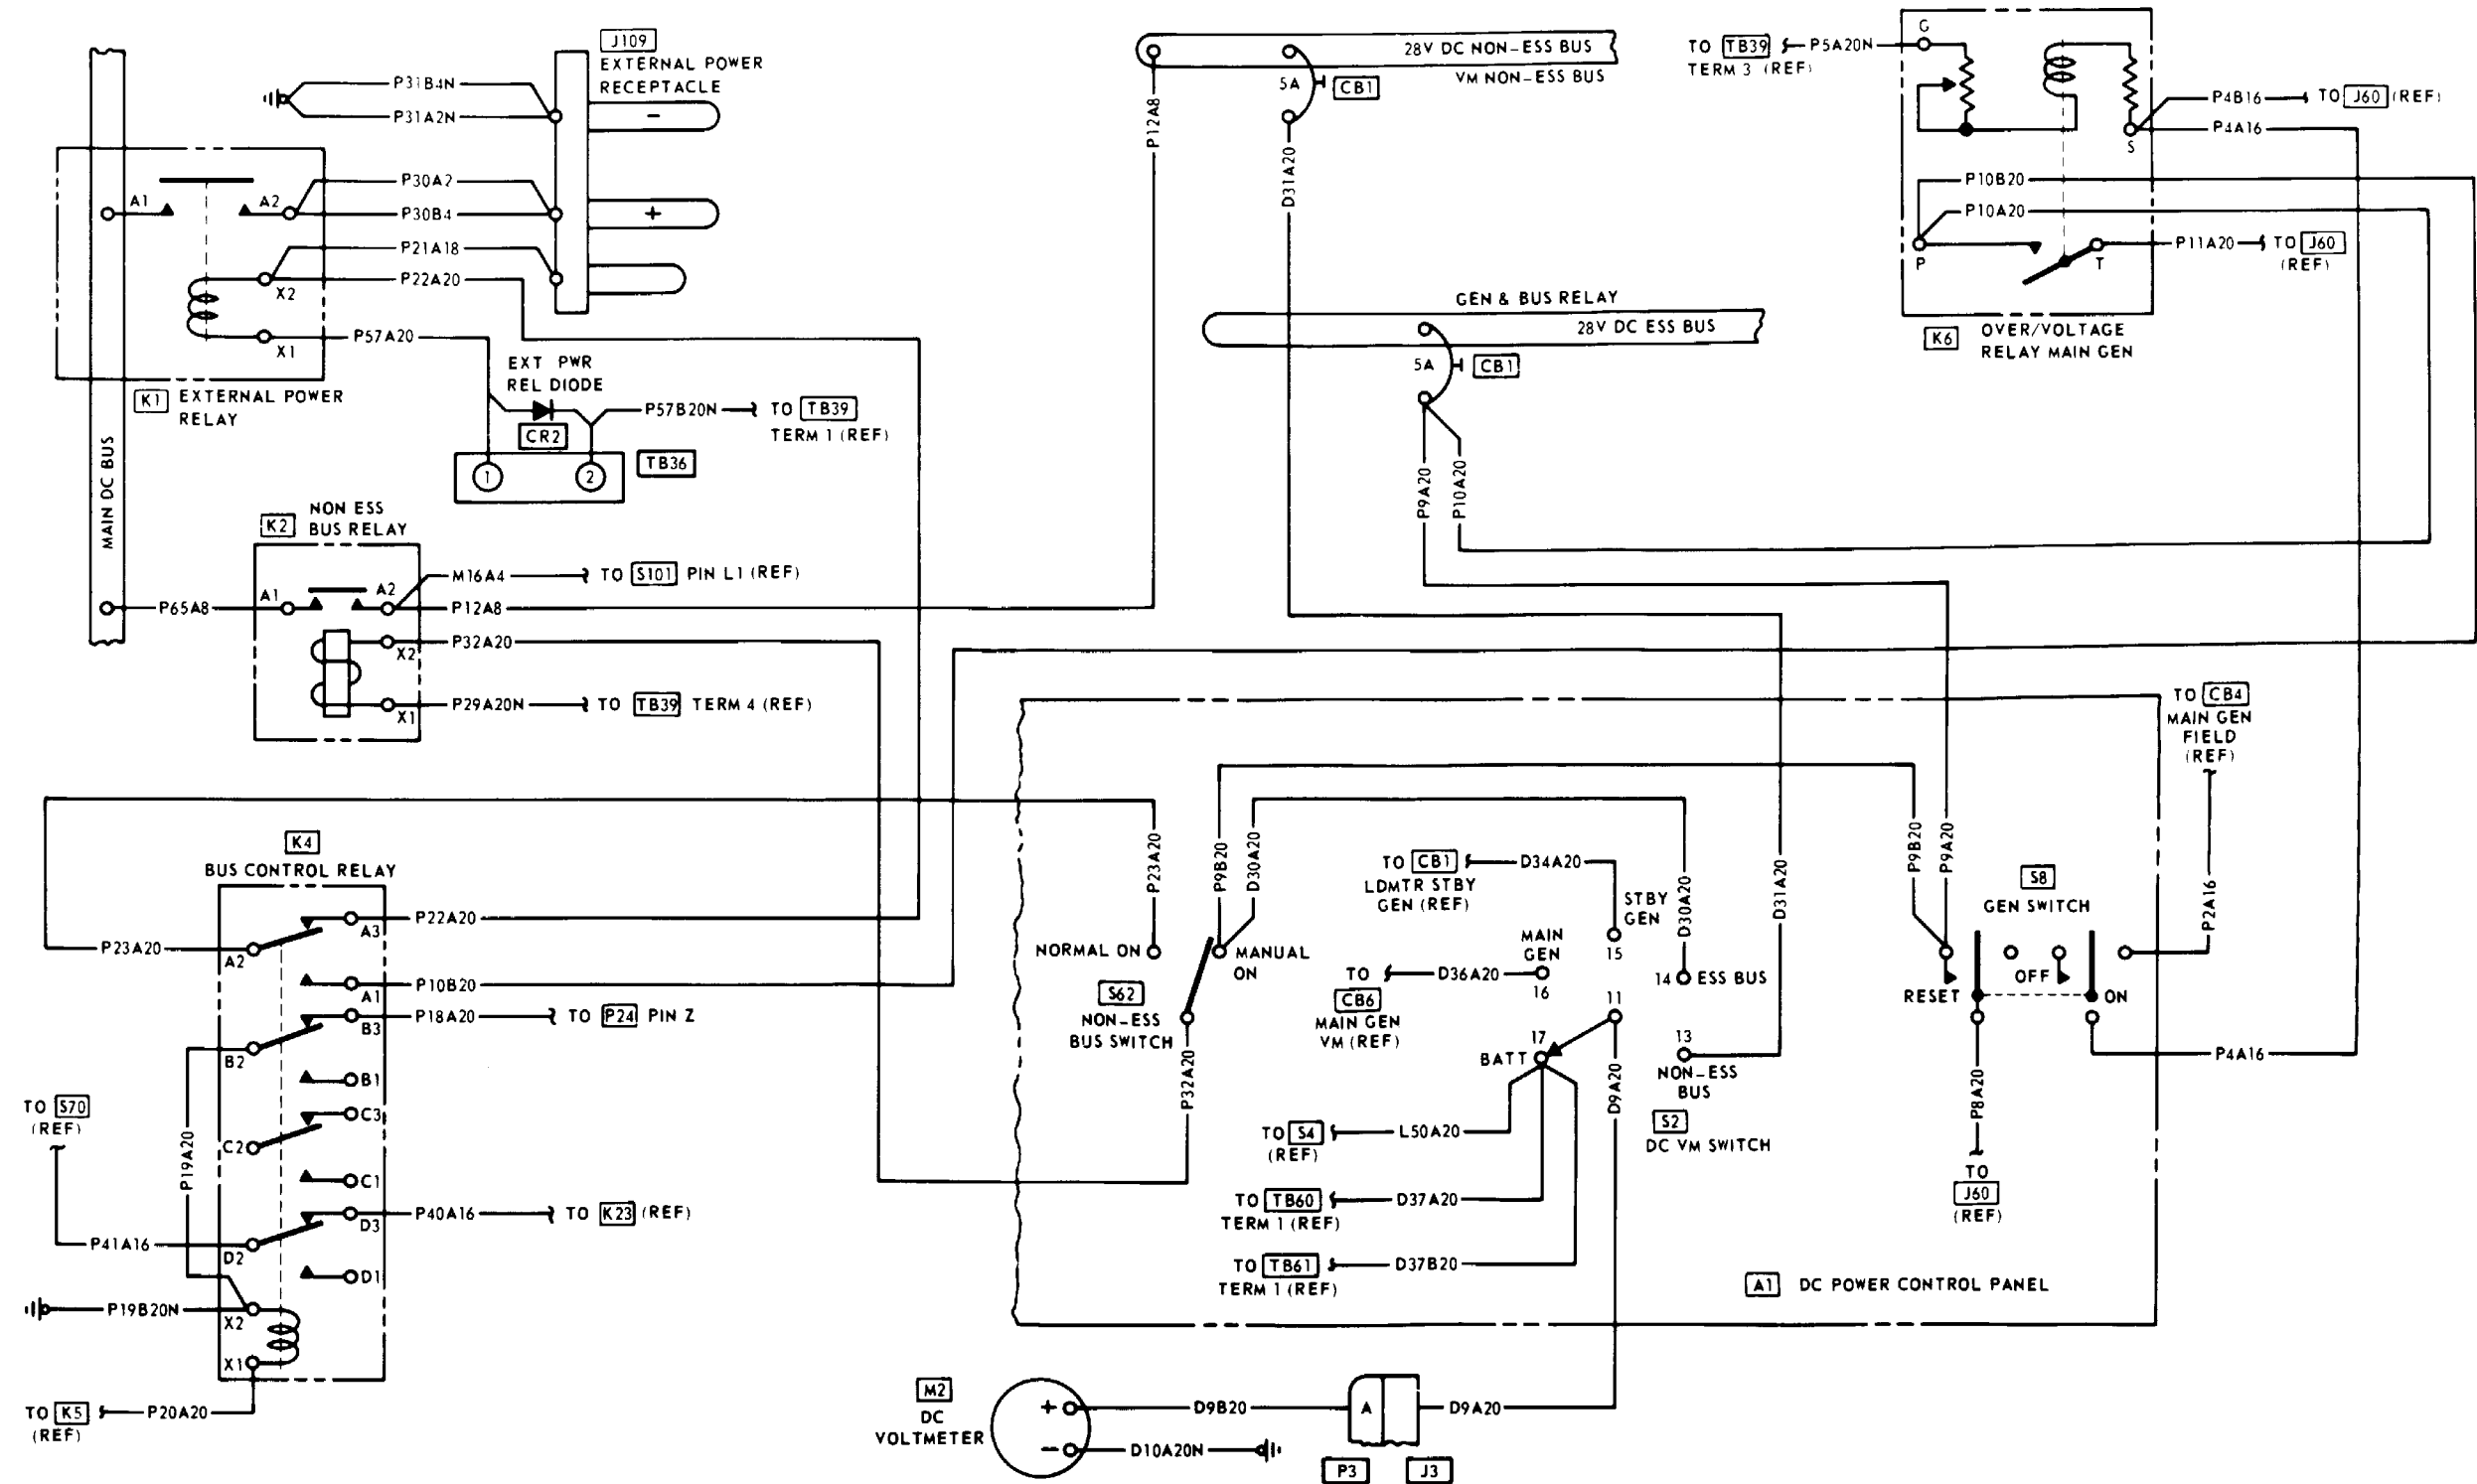 J109
EXTERNAL POWER
RECEPTACLE
P31B4N
P31A2N
−
A1
A2
P30A2
P30B4
+
P21A18
P22A20
X2
X1
P57A20
K1
EXTERNAL POWER
RELAY
EXT PWR
REL DIODE
CR2
P57B20N
TO TB39
TERM 1 (REF)
1
2
TB36
MAIN DC BUS
K2
NON ESS
BUS RELAY
A1
A2
M16A4
TO S101 PIN L1 (REF)
P65A8
P12A8
X2
P32A20
X1
P29A20N
TO TB39 TERM 4 (REF)
K4
BUS CONTROL RELAY
P23A20
A2
A3
P22A20
A1
P10B20
B3
P18A20
TO P24 PIN Z
B2
B1
C3
C2
C1
TO S70
(REF)
P19A20
D3
P40A16
TO K23 (REF)
P41A16
D2
D1
P19B20N
X2
X1
TO K5
(REF)
P20A20
28V DC NON-ESS BUS
VM NON-ESS BUS
5A
CB1
P12A8
D31A20
GEN & BUS RELAY
28V DC ESS BUS
5A
CB1
P9A20
P10A20
TO TB39
TERM 3 (REF)
P5A20N
G
S
P4B16
TO J60 (REF)
P4A16
P10B20
P10A20
P
T
P11A20
TO J60
(REF)
K6
OVER/VOLTAGE
RELAY MAIN GEN
P23A20
P9B20
D30A20
NORMAL ON
MANUAL
ON
S62
NON-ESS
BUS SWITCH
P32A20
TO CB1
LDMTR STBY
GEN (REF)
D34A20
STBY
GEN
15
MAIN
GEN
16
TO
CB6
MAIN GEN
VM (REF)
D36A20
D30A20
14 ESS BUS
11
17
BATT
13
NON-ESS
BUS
S2
DC VM SWITCH
D31A20
D9A20
TO S4
(REF)
L50A20
TO TB60
TERM 1 (REF)
D37A20
TO TB61
TERM 1 (REF)
D37B20
P9B20
P9A20
S8
GEN SWITCH
RESET
OFF
ON
P2A16
TO CB4
MAIN GEN
FIELD
(REF)
P4A16
P8A20
TO
J60
(REF)
A1 DC POWER CONTROL PANEL
M2
DC
VOLTMETER
+
−
D9B20
A
D9A20
D10A20N
P3
J3